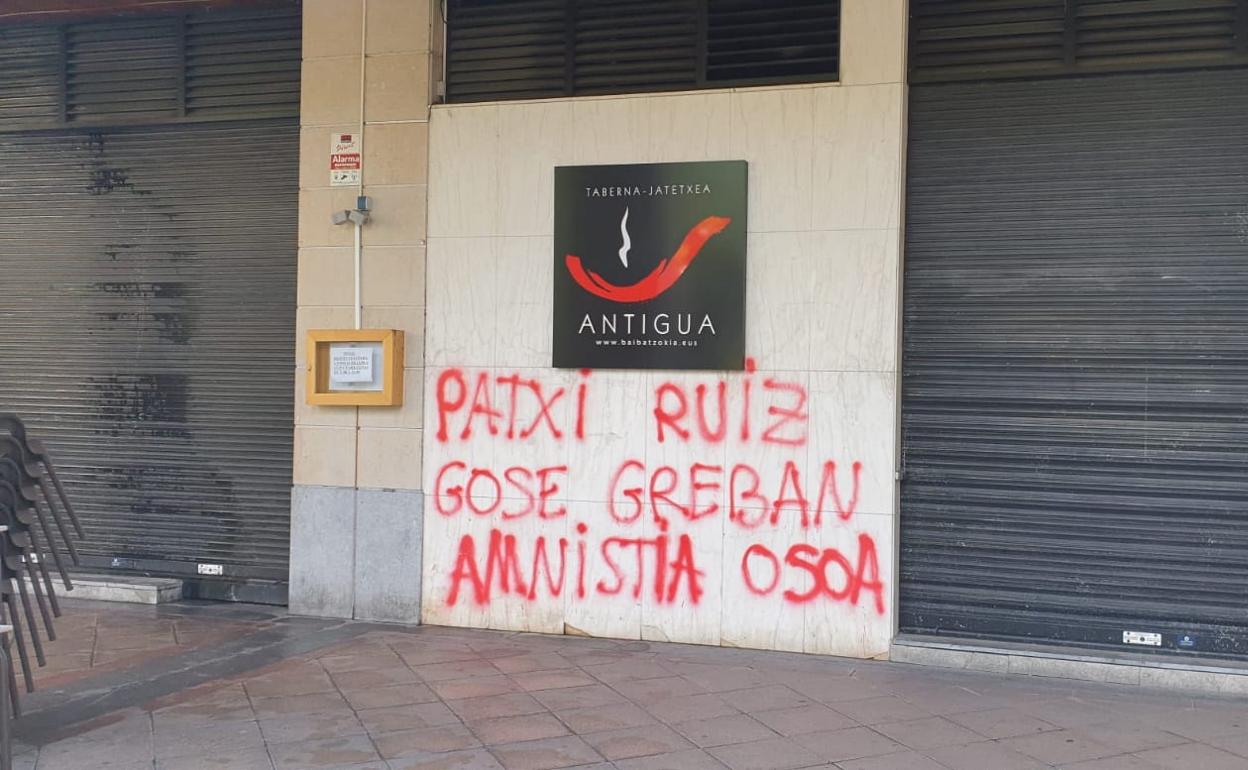 Alarma
TABERNA-JATETXEA
ANTIGUA
www.baibatzokia.eus
PATXI RUIZ
GOSE GREBAN
AMNISTIA OSOA